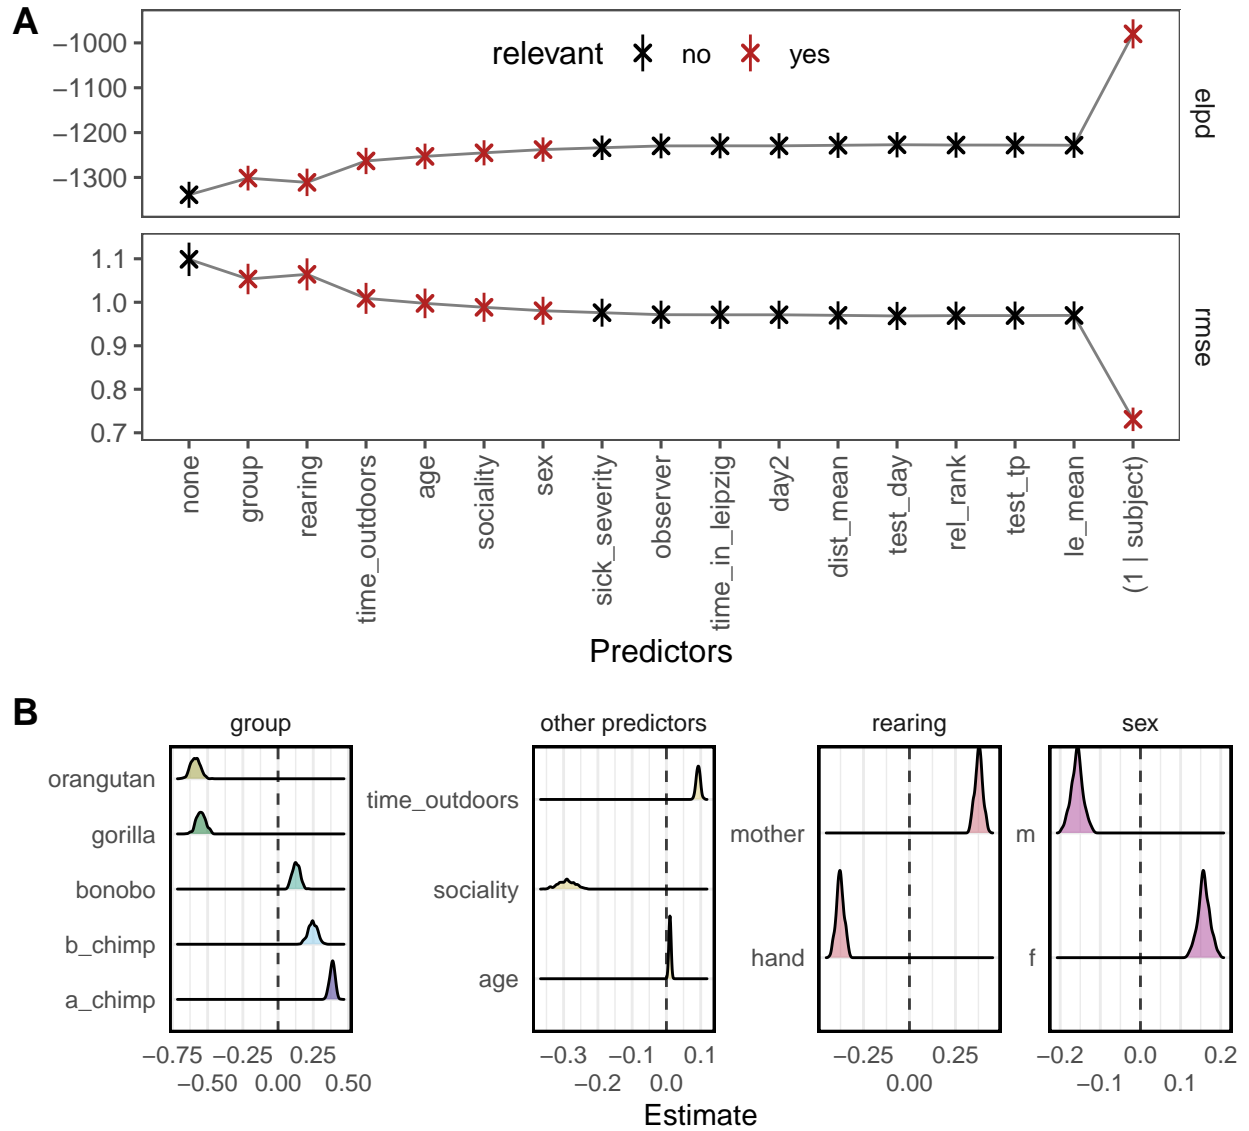 A
−1000
−1100
−1200
−1300
relevant no yes
elpd
1.1
1.0
0.9
0.8
0.7
rmse
none
group
rearing
time_outdoors
age
sociality
sex
sick_severity
observer
time_in_leipzig
day2
dist_mean
test_day
rel_rank
test_tp
le_mean
(1 | subject)
Predictors
B
group
orangutan
gorilla
bonobo
b_chimp
a_chimp
−0.75 −0.25 0.25
−0.50 0.00 0.50
other predictors
time_outdoors
sociality
age
−0.3 −0.1 0.1
−0.2 0.0
rearing
mother
hand
−0.25 0.25
0.00
sex
m
f
−0.2 0.0 0.2
−0.1 0.1
Estimate